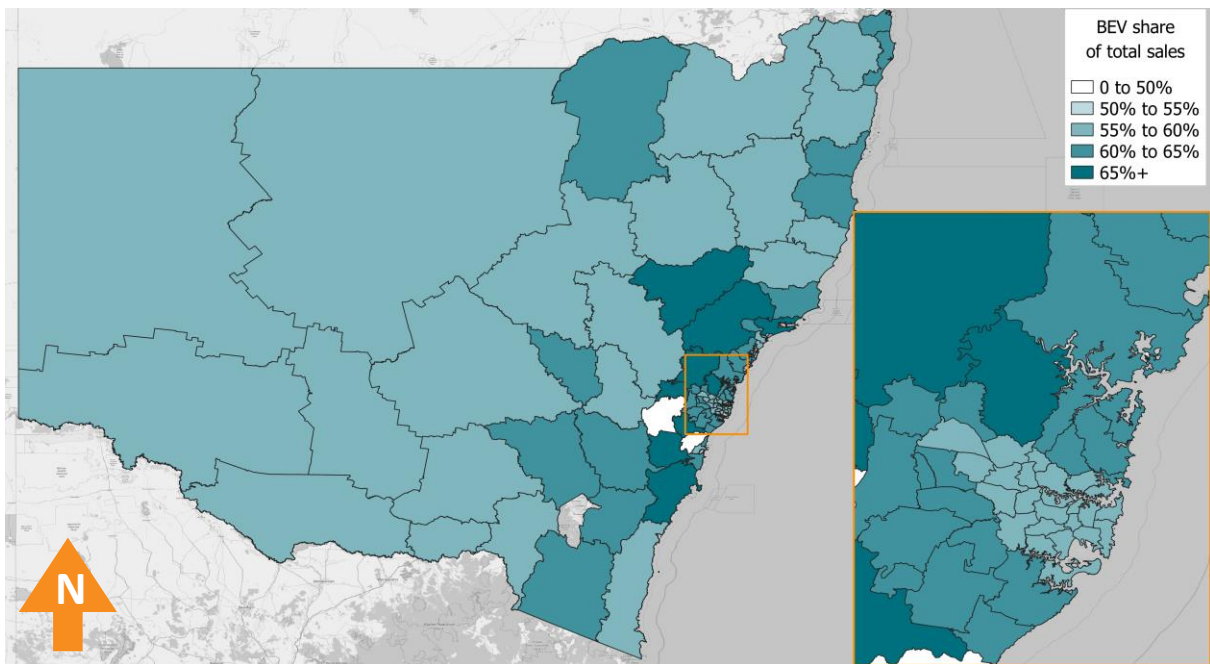 BEV share
of total sales
0 to 50%
50% to 55%
55% to 60%
60% to 65%
65%+
N